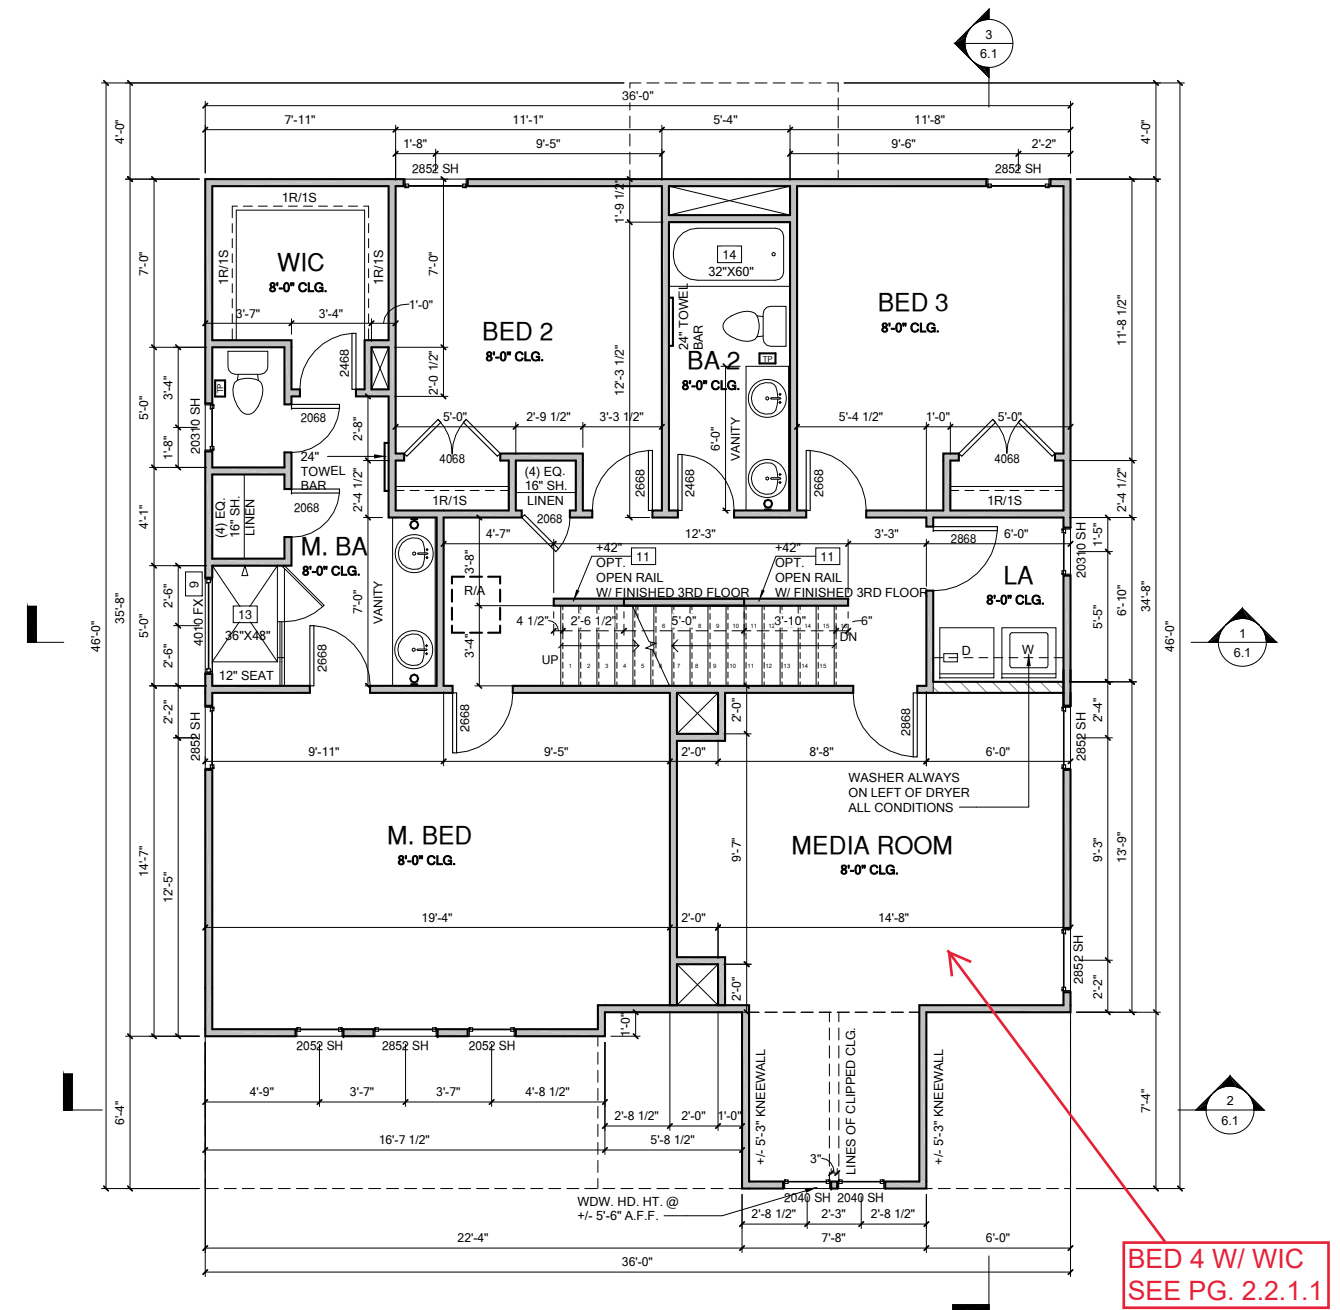 3
6.1
36'-0"
7'-11"
11'-1"
5'-4"
11'-8"
4'-0"
4'-0"
1'-8"
9'-5"
9'-6"
2'-2"
2852 SH
2852 SH
1R/1S
1R/1S
1R/1S
WIC
8'-0" CLG.
1'-0"
3'-7"
3'-4"
7'-0"
7'-0"
1'-9 1/2"
14
32"X60"
24" TOWEL
BAR
BED 2
8'-0" CLG.
BA 2
8'-0" CLG.
TP
BED 3
8'-0" CLG.
11'-8 1/2"
12'-3 1/2"
2'-0 1/2"
2468
TP
3'-4"
5'-0"
20310 SH
1'-8"
2068
2'-8"
24"
TOWEL
BAR
5'-0"
2'-9 1/2"
3'-3 1/2"
4068
6'-0"
VANITY
5'-4 1/2"
1'-0"
5'-0"
4068
(4) EQ.
16" SH.
LINEN
1R/1S
2668
2468
2668
1R/1S
2'-4 1/2"
2'-4 1/2"
(4) EQ.
16" SH.
LINEN
2068
2068
4'-1"
4'-7"
12'-3"
3'-3"
2868
6'-0"
20310 SH
1'-5"
M. BA
8'-0" CLG.
3'-8"
+42"
OPT.
OPEN RAIL
W/ FINISHED 3RD FLOOR
11
+42"
OPT.
OPEN RAIL
W/ FINISHED 3RD FLOOR
11
LA
8'-0" CLG.
6'-10"
34'-8"
R/A
7'-0"
VANITY
4010 FX
9
2'-6"
5'-0"
2'-6"
13
36"X48"
12" SEAT
2668
35'-8"
46'-0"
4 1/2"
2'-6 1/2"
5'-0"
3'-10"
6"
DN
UP
3'-4"
D
W
5'-5"
46'-0"
1
6.1
2'-2"
2852 SH
2668
2'-0"
2868
2852 SH
2'-4"
9'-11"
9'-5"
2'-0"
8'-8"
6'-0"
WASHER ALWAYS
ON LEFT OF DRYER
ALL CONDITIONS
M. BED
8'-0" CLG.
MEDIA ROOM
8'-0" CLG.
9'-7"
9'-3"
13'-9"
14'-7"
12'-5"
19'-4"
2'-0"
14'-8"
2852 SH
2'-2"
2'-0"
1'-0"
2052 SH
2852 SH
2052 SH
4'-9"
3'-7"
3'-7"
4'-8 1/2"
2'-8 1/2"
2'-0"
1'-0"
16'-7 1/2"
5'-8 1/2"
6'-4"
7'-4"
+/- 5'-3" KNEEWALL
LINES OF CLIPPED CLG.
+/- 5'-3" KNEEWALL
2
6.1
3"
WDW. HD. HT. @
+/- 5'-6" A.F.F.
2040 SH
2040 SH
2'-8 1/2"
2'-3"
2'-8 1/2"
22'-4"
7'-8"
6'-0"
36'-0"
BED 4 W/ WIC
SEE PG. 2.2.1.1